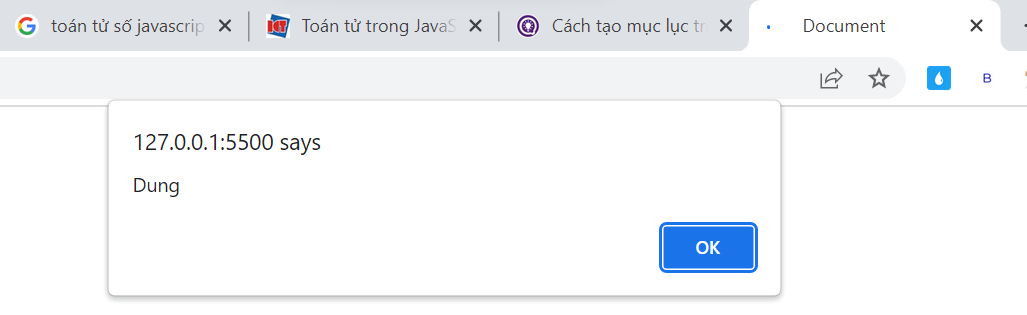 toán tử số javascrip
Toán tử trong JavaS
Cách tạo mục lục tr
Document
B
127.0.0.1:5500 says
Dung
OK